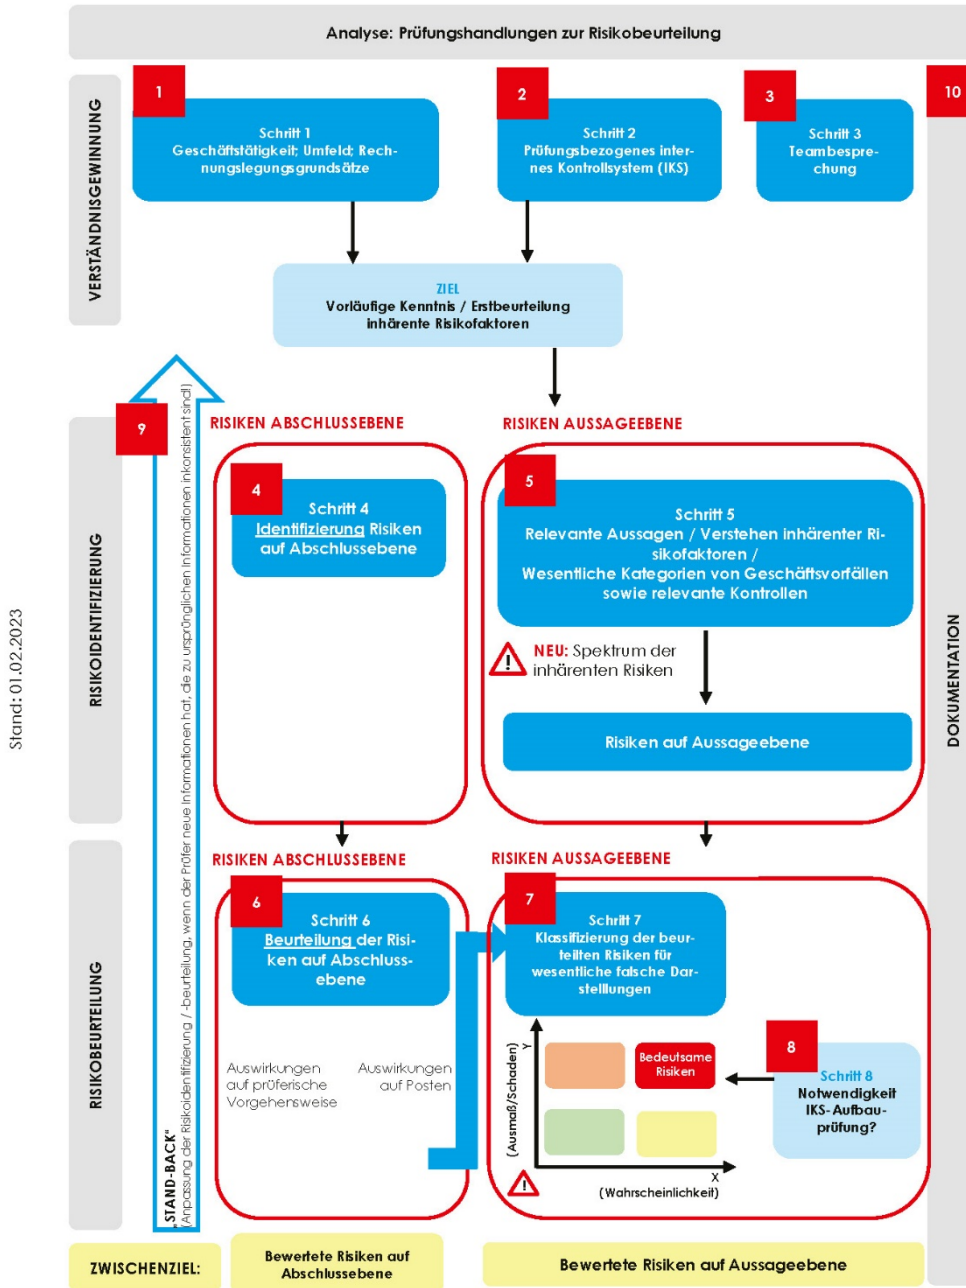 Analyse: Prüfungshandlungen zur Risikobeurteilung
VERSTÄNDNISGEWINNUNG
1
Schritt 1
Geschäftstätigkeit; Umfeld; Rech-
nungslegungsgrundsätze
2
Schritt 2
Prüfungsbezogenes inter-
nes Kontrollsystem (IKS)
3
Schritt 3
Teambespre-
chung
10
DOKUMENTATION
ZIEL
Vorläufige Kenntnis / Erstbeurteilung
inhärente Risikofaktoren
Stand: 01.02.2023
RISIKOIDENTIFIZIERUNG
9
„STAND-BACK“
(Anpassung der Risikoidentifizierung / -beurteilung, wenn der Prüfer neue Informationen hat, die zu ursprünglichen Informationen inkonsistent sind!)
RISIKEN ABSCHLUSSEBENE
4
Schritt 4
Identifizierung Risiken
auf Abschlussebene
RISIKEN AUSSAGEEBENE
5
Schritt 5
Relevante Aussagen / Verstehen inhärenter Ri-
sikofaktoren /
Wesentliche Kategorien von Geschäftsvorfällen
sowie relevante Kontrollen
!
NEU: Spektrum der
inhärenten Risiken
Risiken auf Aussageebene
RISIKOBEURTEILUNG
RISIKEN ABSCHLUSSEBENE
6
Schritt 6
Beurteilung der Risi-
ken auf Abschluss-
ebene
Auswirkungen
auf prüferische
Vorgehensweise
Auswirkungen
auf Posten
RISIKEN AUSSAGEEBENE
7
Schritt 7
Klassifizierung der beur-
teilten Risiken für
wesentliche falsche Dar-
stelllungen
Y
(Ausmaß/Schaden)
Bedeutsame
Risiken
8
Schritt 8
Notwendigkeit
IKS-Aufbau-
prüfung?
!
X
(Wahrscheinlichkeit)
ZWISCHENZIEL:
Bewertete Risiken auf
Abschlussebene
Bewertete Risiken auf Aussageebene